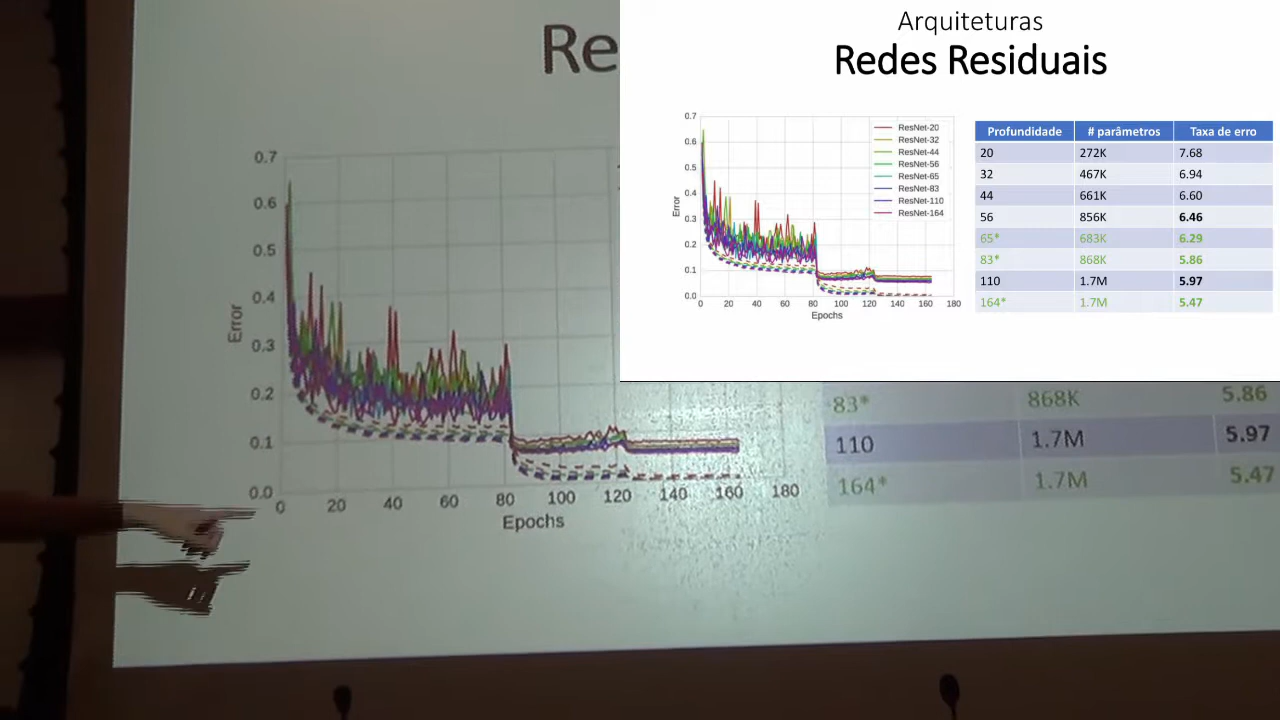 Re
0.7
0.6
0.5
0.4
0.3
0.2
0.1
0.0
Error
0 20 40 60 80 100 120 140 160 180
Epochs
83* 868K 5.86
110 1.7M 5.97
164* 1.7M 5.47
Arquiteturas
Redes Residuais
0.7
0.6
0.5
0.4
0.3
0.2
0.1
0.0
Error
0 20 40 60 80 100 120 140 160 180
Epochs
ResNet-20
ResNet-32
ResNet-44
ResNet-56
ResNet-65
ResNet-83
ResNet-110
ResNet-164
Profundidade # parâmetros Taxa de erro
20 272K 7.68
32 467K 6.94
44 661K 6.60
56 856K 6.46
65* 683K 6.29
83* 868K 5.86
110 1.7M 5.97
164* 1.7M 5.47